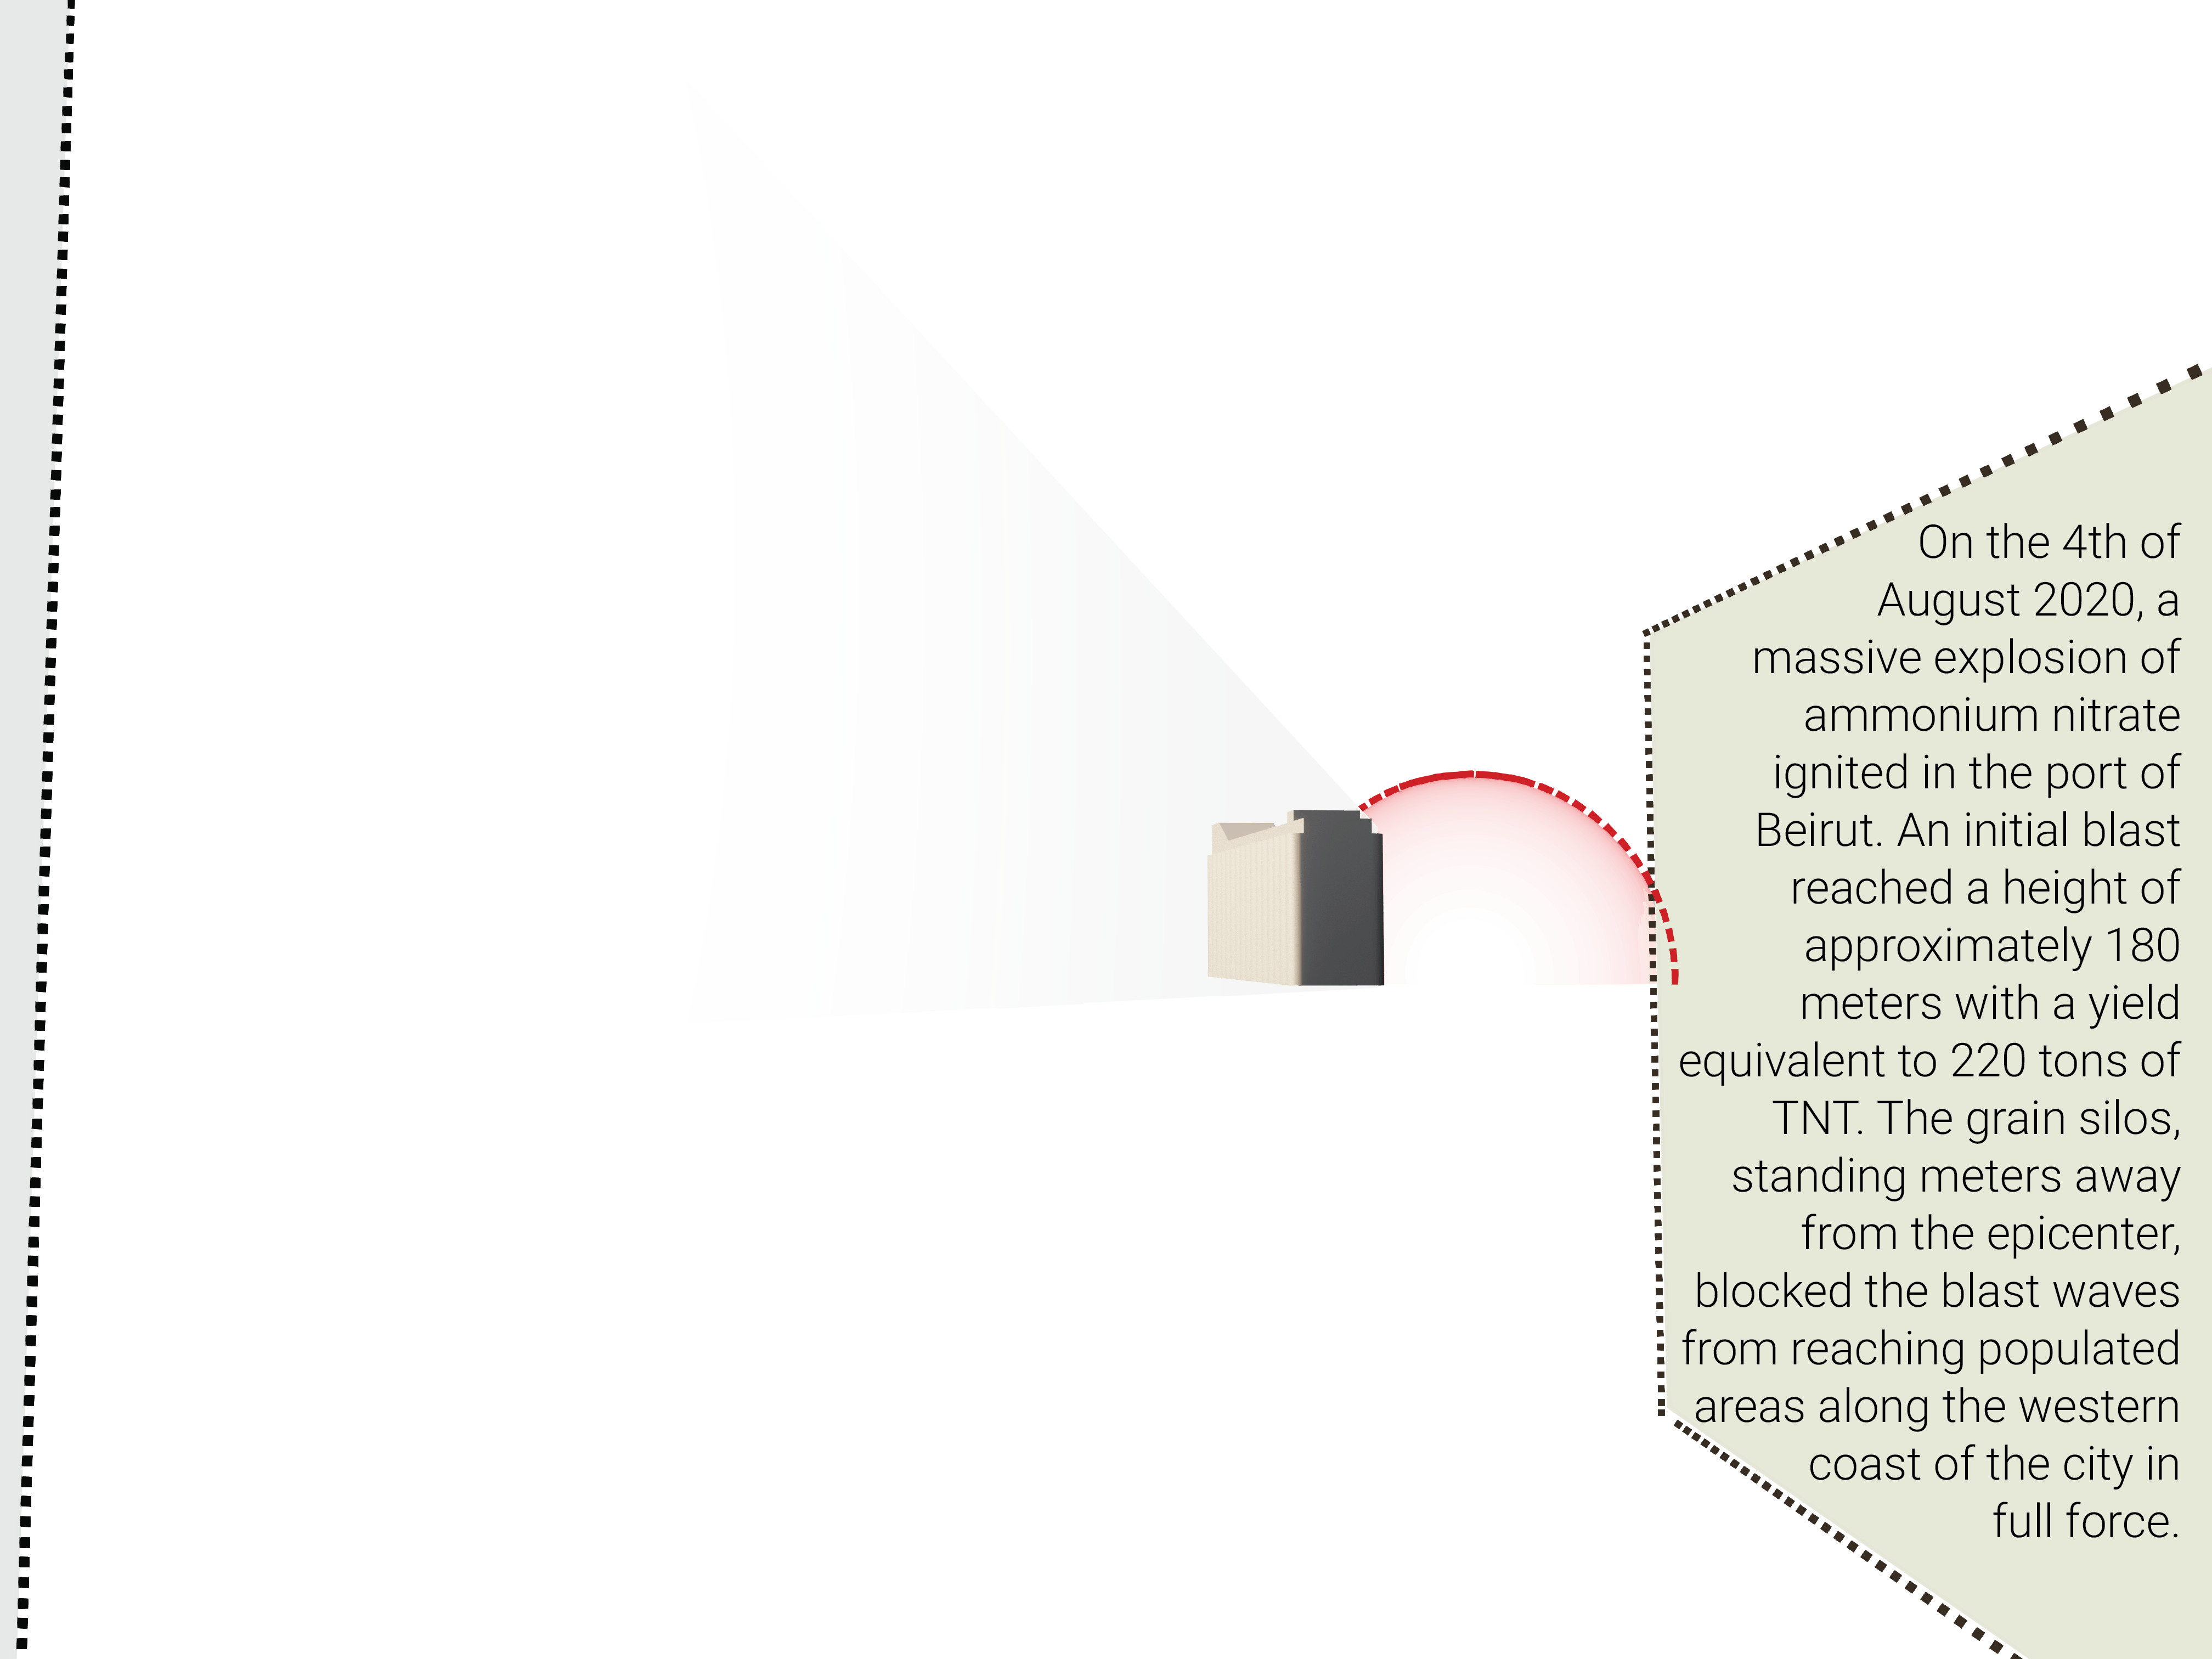 On the 4th of
August 2020, a
massive explosion of
ammonium nitrate
ignited in the port of
Beirut. An initial blast
reached a height of
approximately 180
meters with a yield
equivalent to 220 tons of
TNT. The grain silos,
standing meters away
from the epicenter,
blocked the blast waves
from reaching populated
areas along the western
coast of the city in
full force.